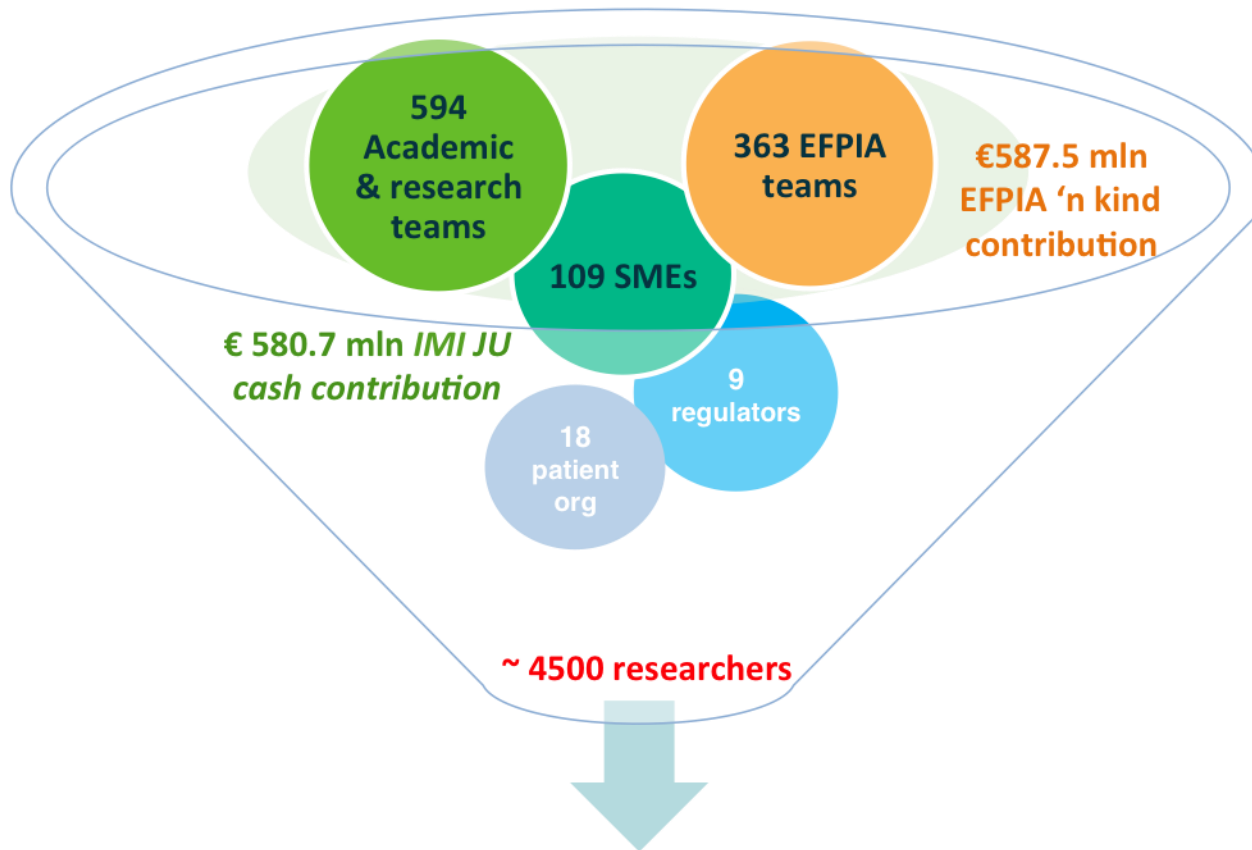 594
Academic
& research
teams
363 EFPIA
teams
€587.5 mln
EFPIA ‘n kind
contribution
109 SMEs
€ 580.7 mln IMI JU
cash contribution
9
regulators
18
patient
org
~ 4500 researchers